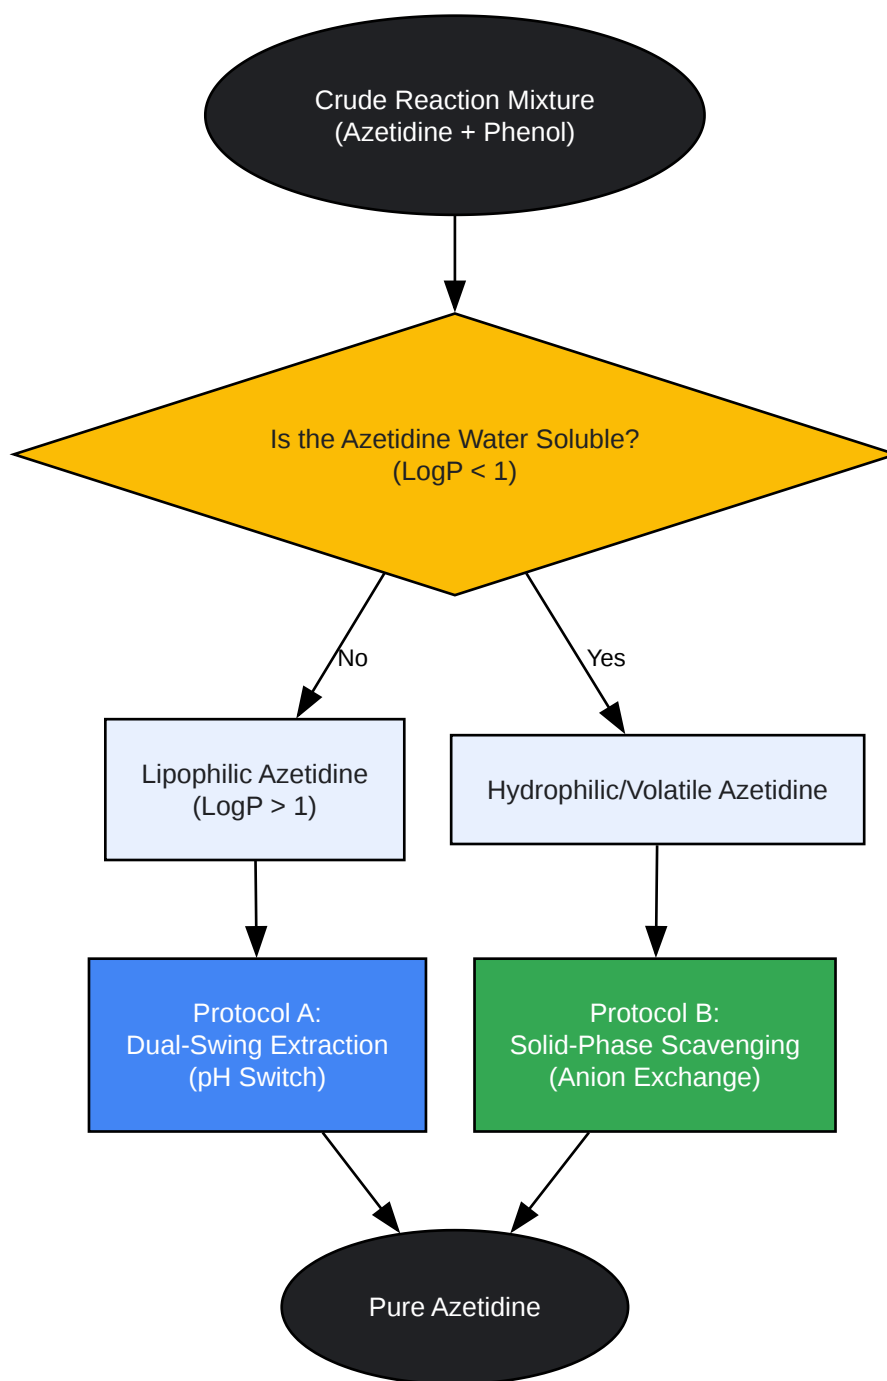 Crude Reaction Mixture
(Azetidine + Phenol)
Is the Azetidine Water Soluble?
(LogP < 1)
No
Yes
Lipophilic Azetidine
(LogP > 1)
Hydrophilic/Volatile Azetidine
Protocol A:
Dual-Swing Extraction
(pH Switch)
Protocol B:
Solid-Phase Scavenging
(Anion Exchange)
Pure Azetidine